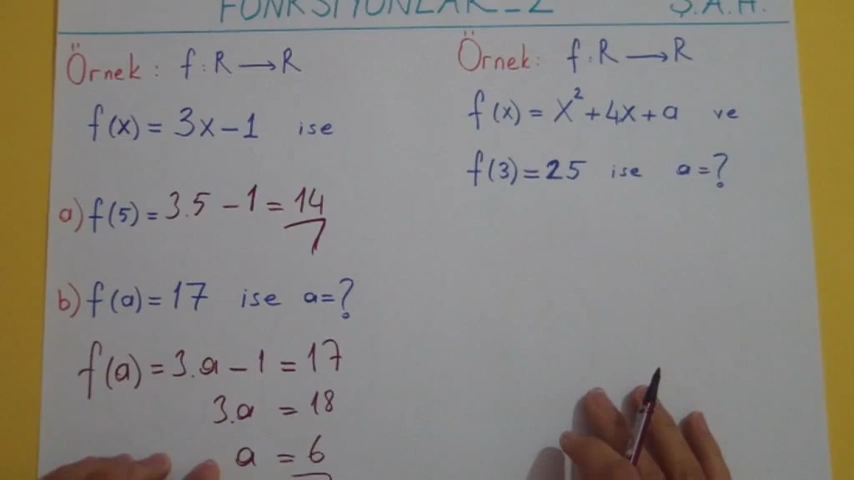 FONKSİYONLAR - 2
Ş.A.H.
Örnek: f: R → R
f(x) = 3x - 1 ise
a) f(5) = 3.5 - 1 = 14
b) f(a) = 17 ise a = ?
f(a) = 3.a - 1 = 17
3.a = 18
a = 6
Örnek: f: R → R
f(x) = x² + 4x + a ve
f(3) = 25 ise a = ?